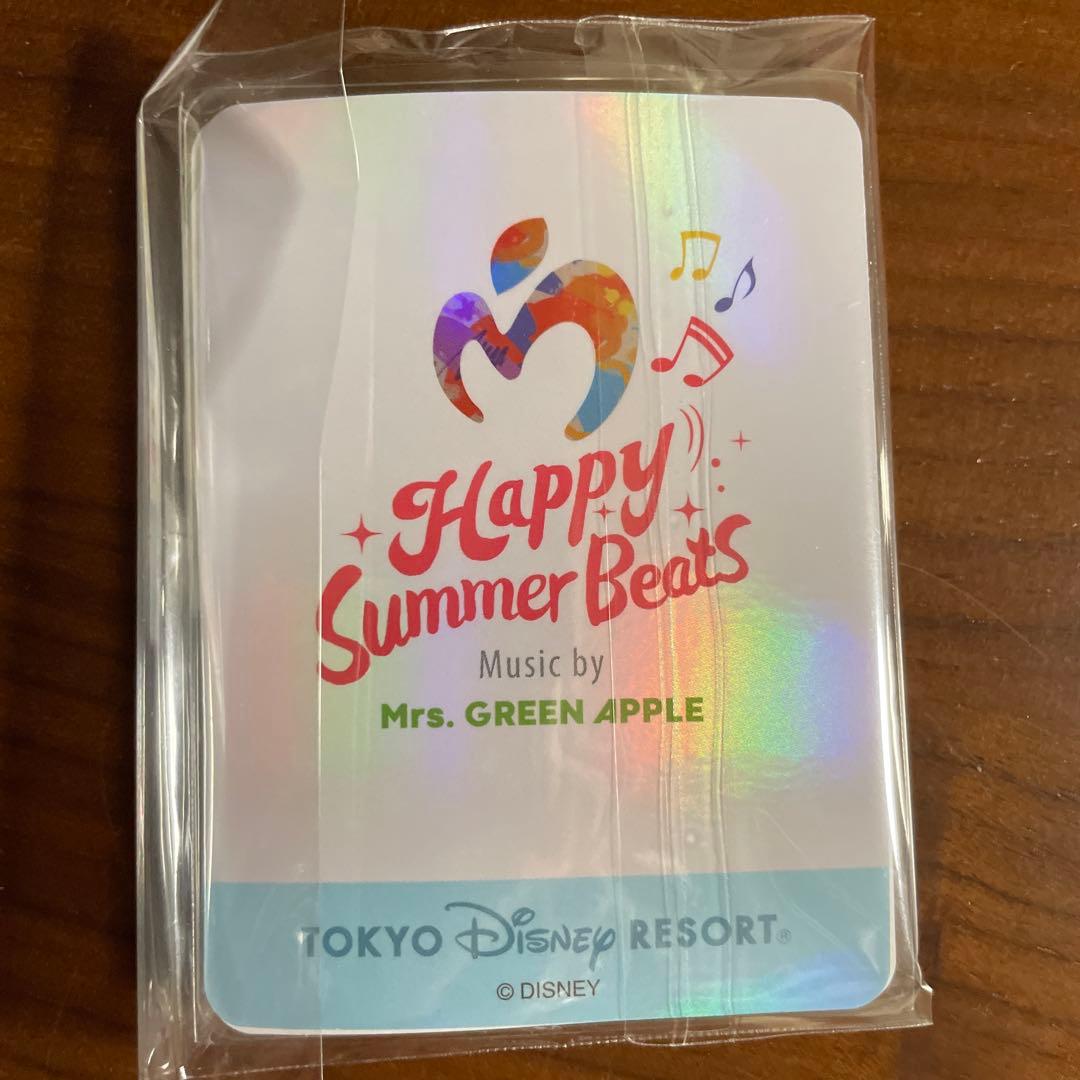 Happy
Summer Beats
Music by
Mrs. GREEN APPLE
TOKYO Disney RESORT®
© DISNEY